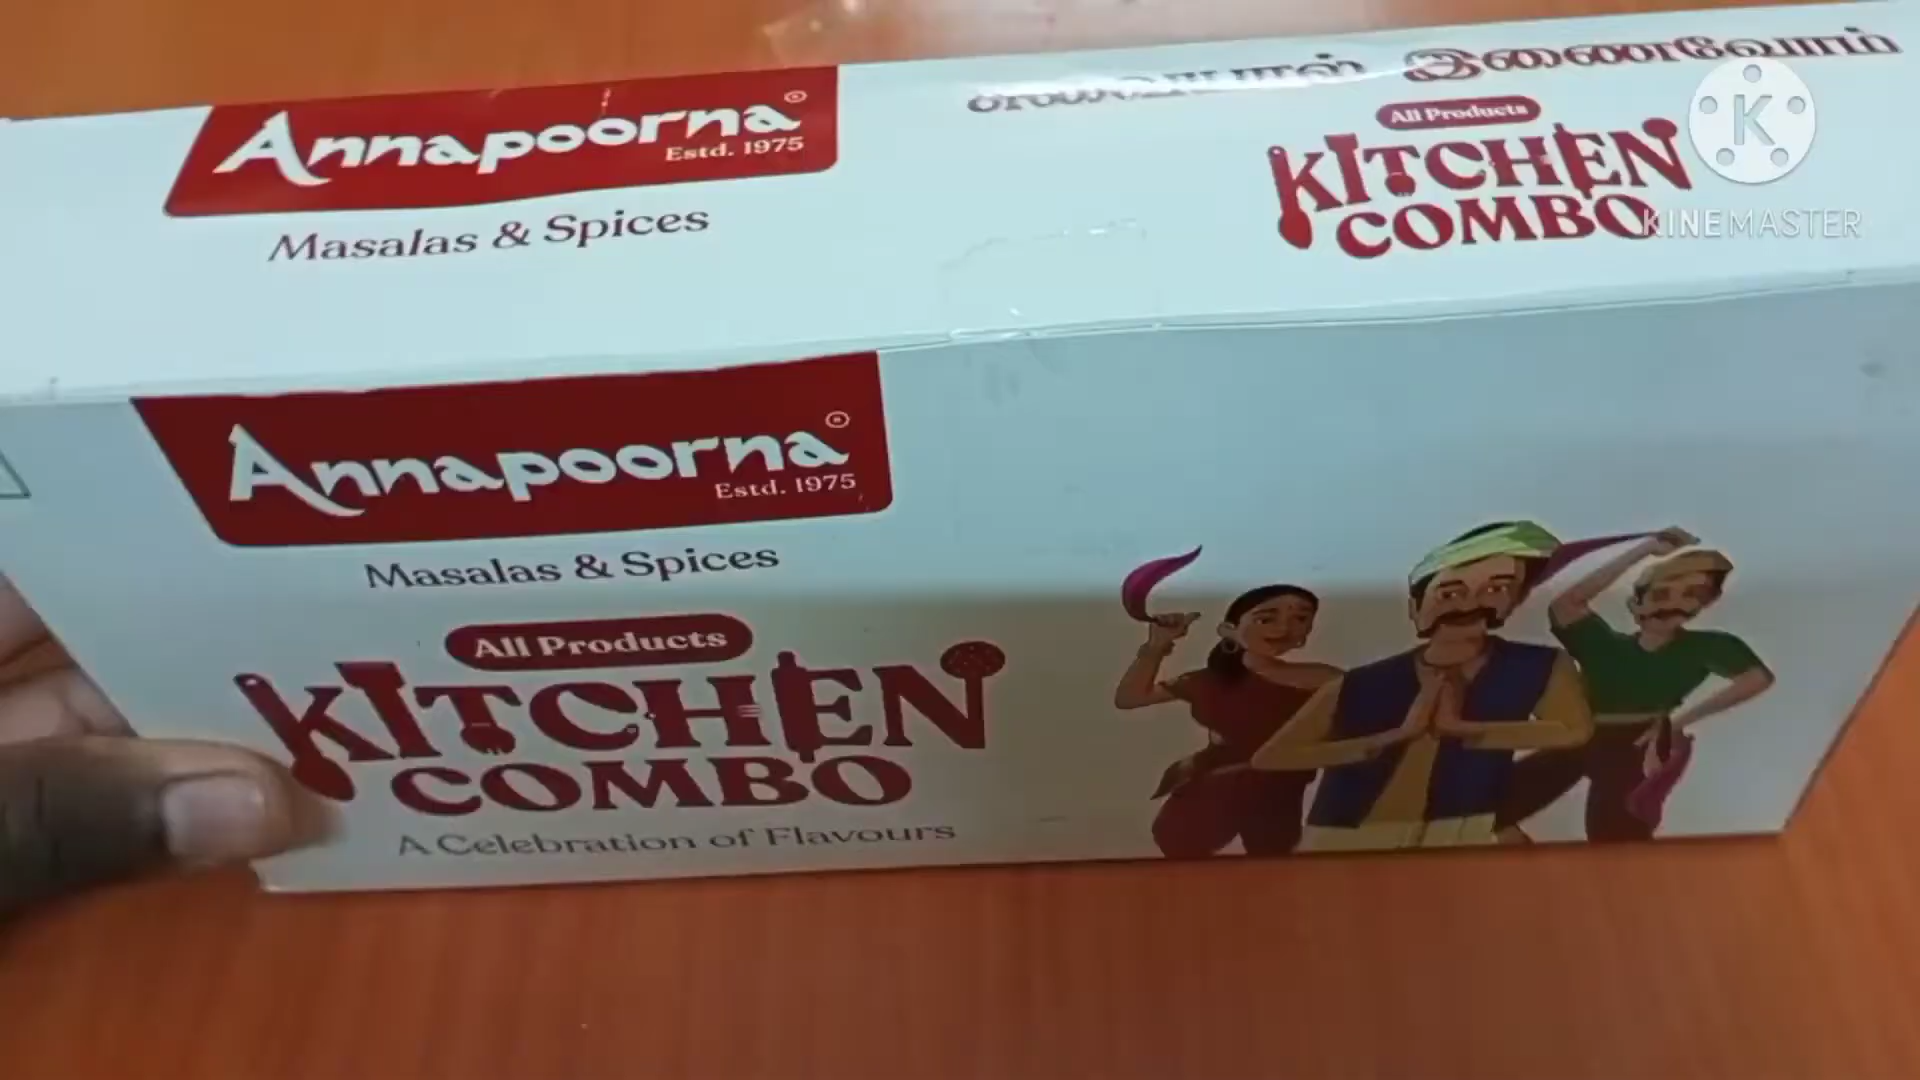 Annapoorna
Estd. 1975
Masalas & Spices
சுவையால் இணைவோம்
All Products
KITCHEN
COMBO
KINEMASTER
Annapoorna
Estd. 1975
Masalas & Spices
All Products
KITCHEN
COMBO
A Celebration of Flavours